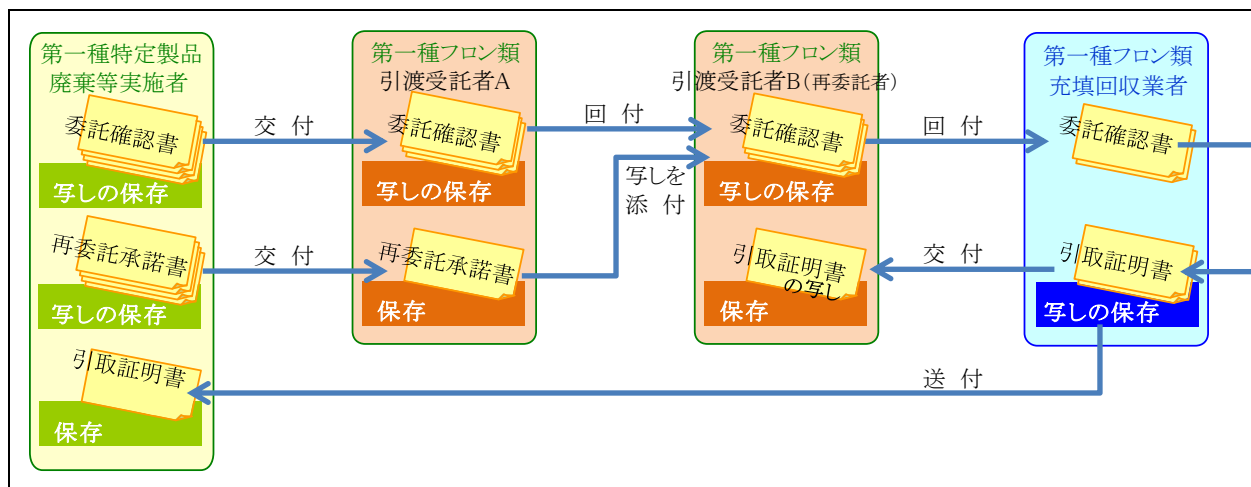 第一種特定製品
廃棄等実施者
委託確認書
写しの保存
再委託承諾書
写しの保存
引取証明書
保存
交 付
交 付
第一種フロン類
引渡受託者A
委託確認書
写しの保存
再委託承諾書
保存
回 付
写しを
添 付
第一種フロン類
引渡受託者B(再委託者)
委託確認書
写しの保存
引取証明書
の写し
保存
回 付
交 付
第一種フロン類
充填回収業者
委託確認書
引取証明書
写しの保存
送 付